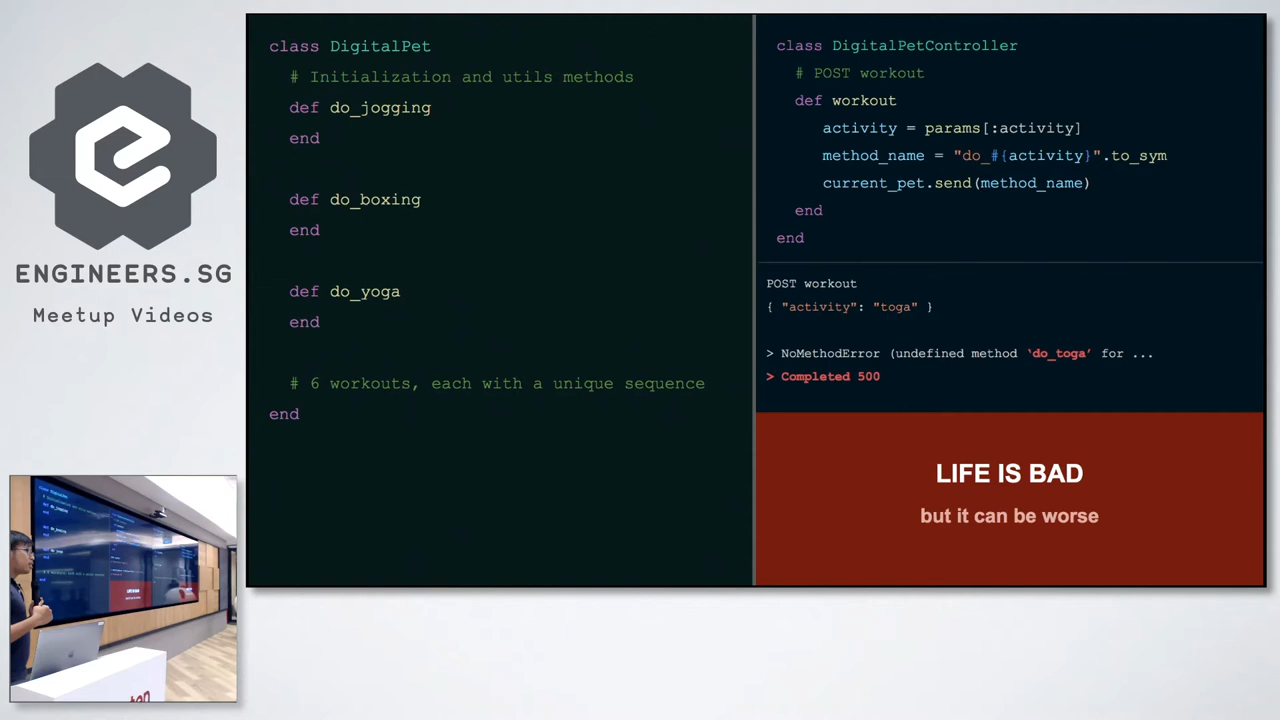 ENGINEERS.SG
Meetup Videos
class DigitalPet
# Initialization and utils methods
def do_jogging
end
def do_boxing
end
def do_yoga
end
# 6 workouts, each with a unique sequence
end
class DigitalPetController
# POST workout
def workout
activity = params[:activity]
method_name = "do_#{activity}".to_sym
current_pet.send(method_name)
end
end
POST workout
{ "activity": "toga" }
> NoMethodError (undefined method ‘do_toga’ for ...
> Completed 500
LIFE IS BAD
but it can be worse